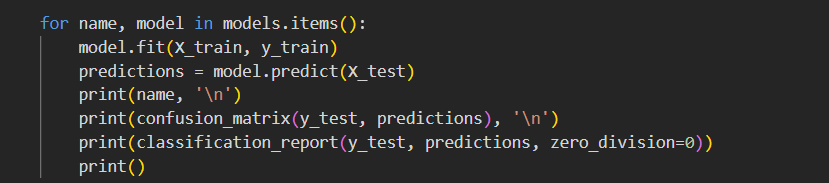 for name, model in models.items():
    model.fit(X_train, y_train)
    predictions = model.predict(X_test)
    print(name, '\n')
    print(confusion_matrix(y_test, predictions), '\n')
    print(classification_report(y_test, predictions, zero_division=0))
    print()